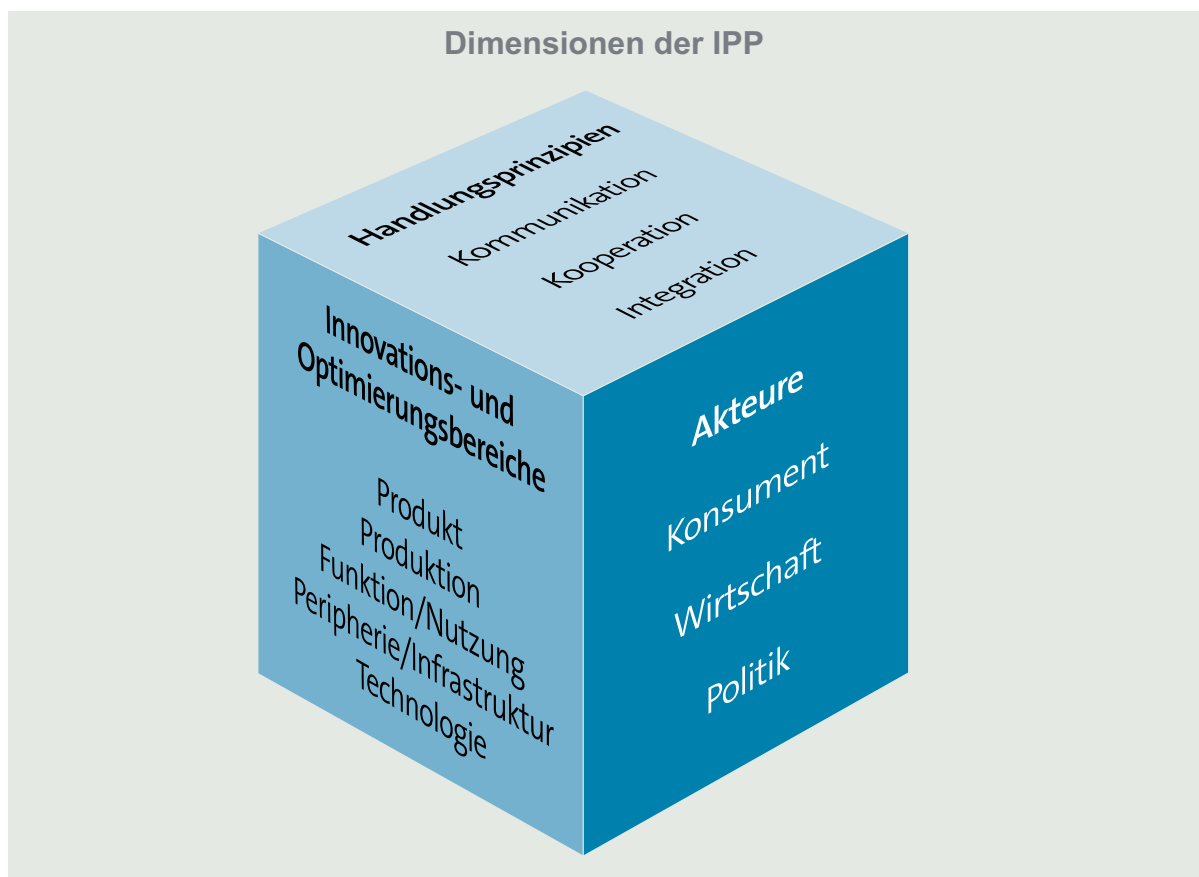 Dimensionen der IPP
Handlungsprinzipien
Kommunikation
Kooperation
Integration
Innovations- und
Optimierungsbereiche
Produkt
Produktion
Funktion/Nutzung
Peripherie/Infrastruktur
Technologie
Akteure
Konsument
Wirtschaft
Politik